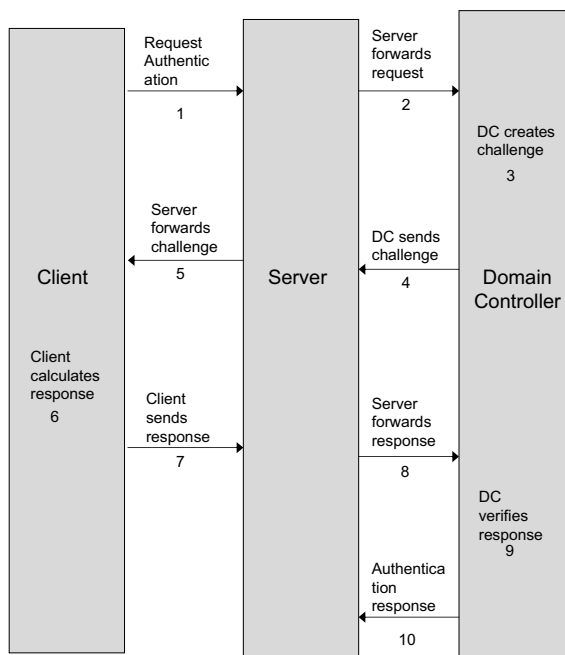 Request
Authentic
ation
1
Server
forwards
request
2
DC creates
challenge
3
DC sends
challenge
4
Server
forwards
challenge
5
Client
Server
Domain
Controller
Client
calculates
response
6
Client
sends
response
7
Server
forwards
response
8
DC
verifies
response
9
Authentica
tion
response
10